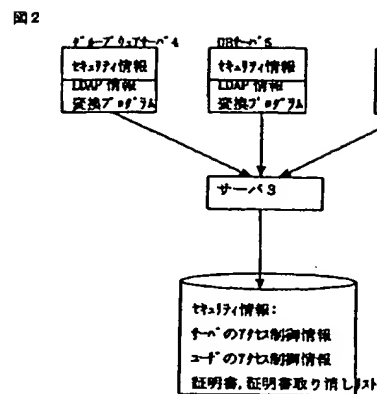 図2
グループウェアサーバ4
DBサーバ5
セキュリティ情報
LDAP情報
変換プログラム
セキュリティ情報
LDAP情報
変換プログラム
サーバ3
セキュリティ情報:
サーバのアクセス制御情報
ユーザのアクセス制御情報
証明書,証明書取り消しリスト